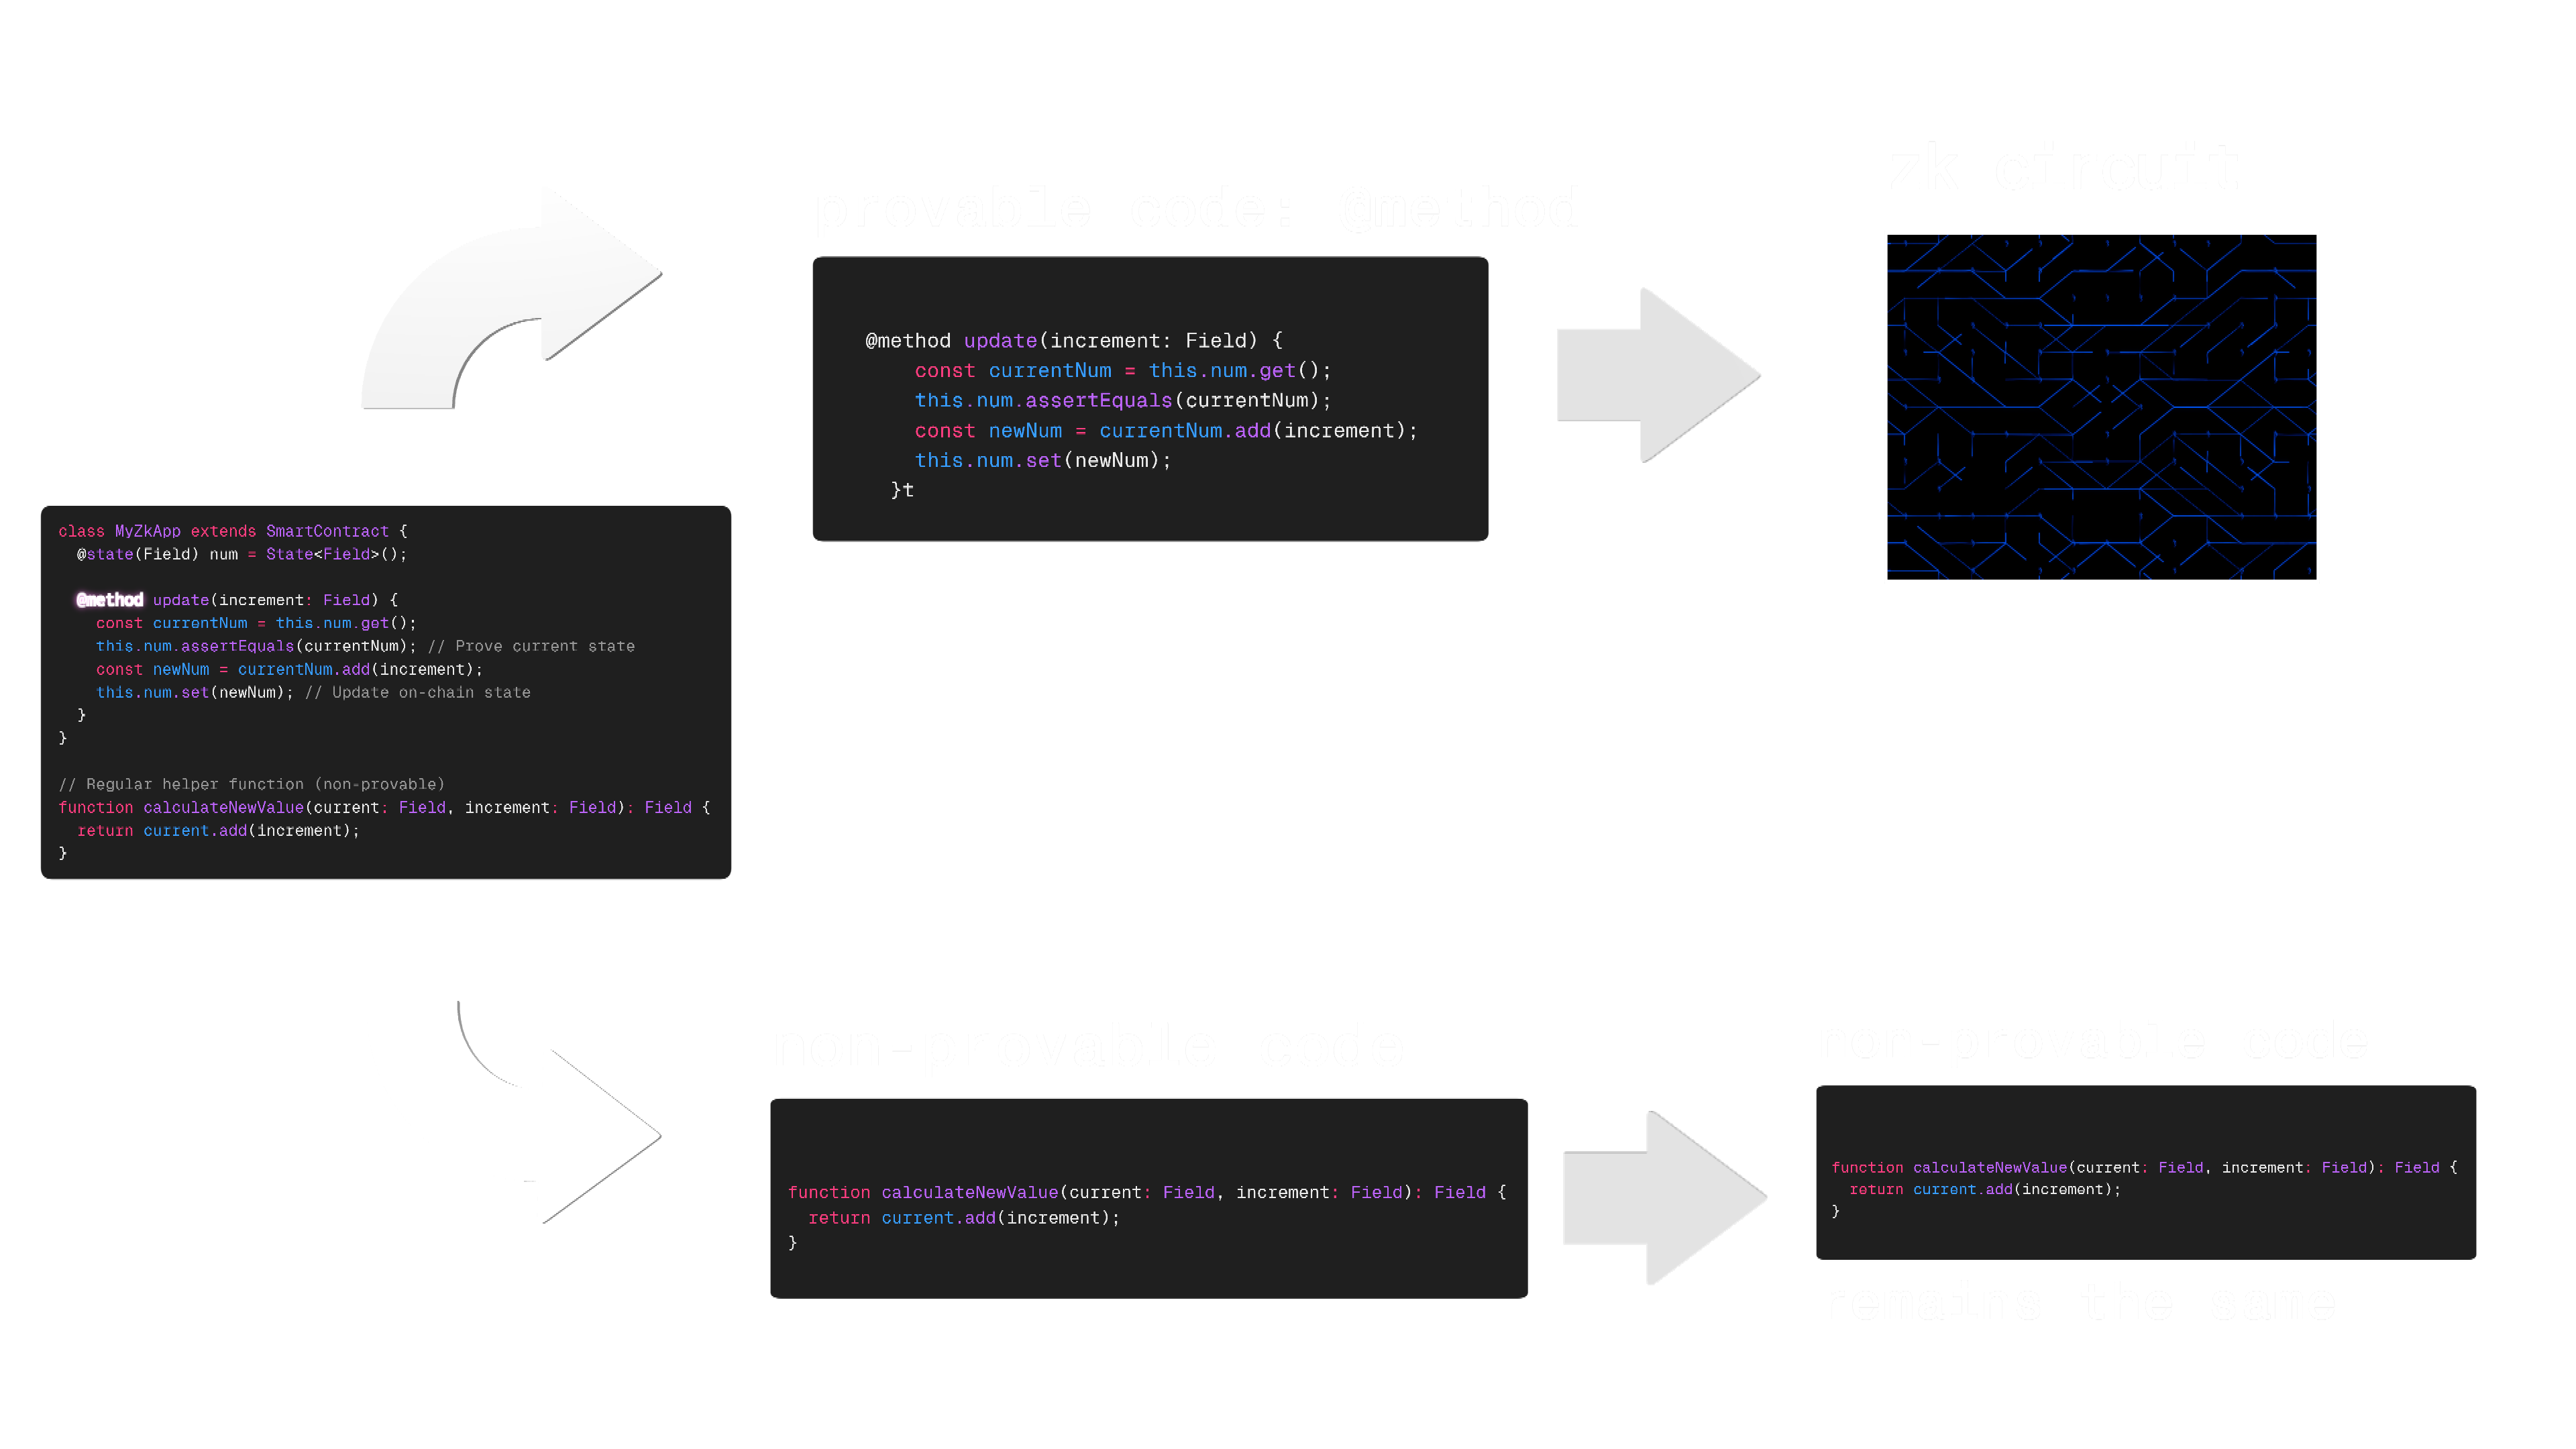 class MyZkApp extends SmartContract {
@state(Field) num = State<Field>();
@method update(increment: Field) {
const currentNum = this.num.get();
this.num.assertEquals(currentNum); // Prove current state
const newNum = currentNum.add(increment);
this.num.set(newNum); // Update on-chain state
}
}
// Regular helper function (non-provable)
function calculateNewValue(current: Field, increment: Field): Field {
return current.add(increment);
}
provable code: @method
@method update(increment: Field) {
const currentNum = this.num.get();
this.num.assertEquals(currentNum);
const newNum = currentNum.add(increment);
this.num.set(newNum);
}t
zk circuit
non-provable code
function calculateNewValue(current: Field, increment: Field): Field {
return current.add(increment);
}
non-provable code
function calculateNewValue(current: Field, increment: Field): Field {
return current.add(increment);
}
remains the same